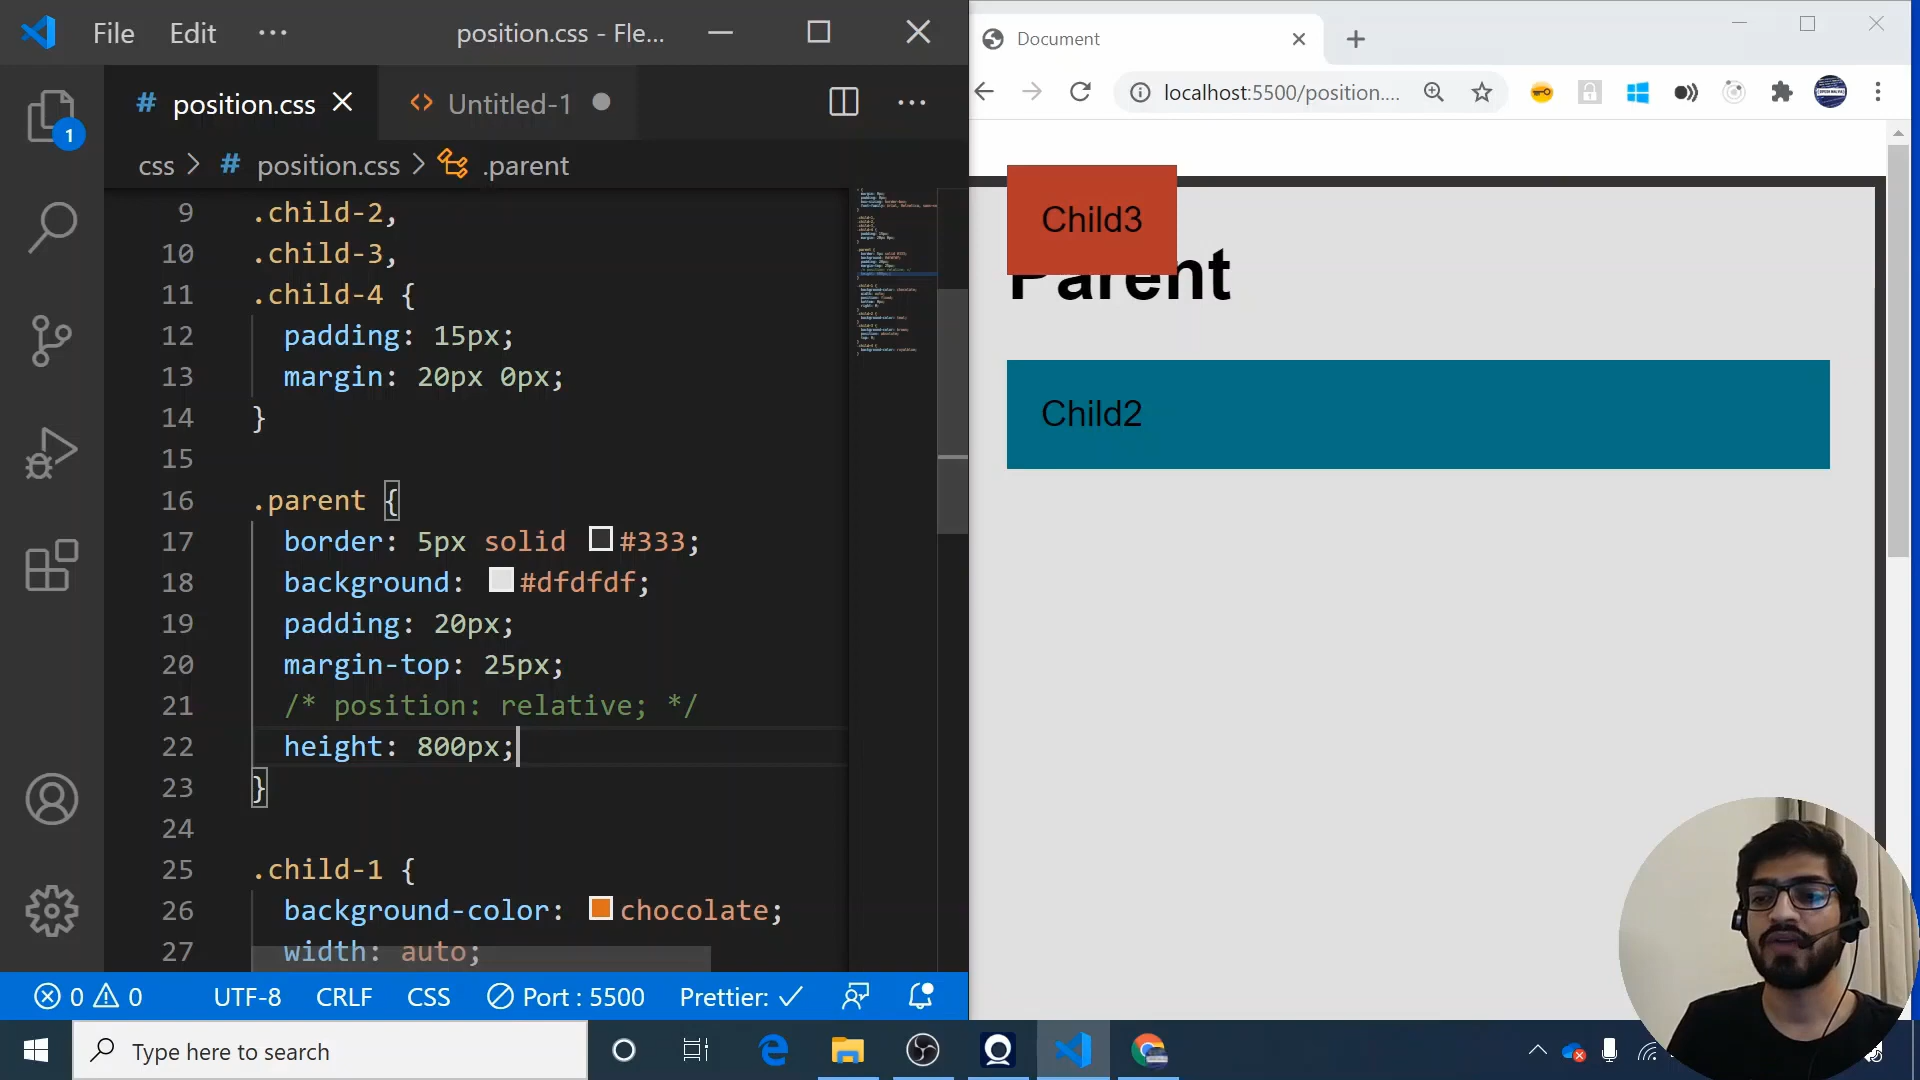 File Edit ··· position.css - Fle...
# position.css Untitled-1 ···
1
css > # position.css > .parent
9 .child-2,
10 .child-3,
11 .child-4 {
12 padding: 15px;
13 margin: 20px 0px;
14 }
15
16 .parent {
17 border: 5px solid #333;
18 background: #dfdfdf;
19 padding: 20px;
20 margin-top: 25px;
21 /* position: relative; */
22 height: 800px;
23 }
24
25 .child-1 {
26 background-color: chocolate;
27 width: auto;
0 0 UTF-8 CRLF CSS Port : 5500 Prettier: ✓
Document
localhost:5500/position....
Child3
Parent
Child2
Type here to search